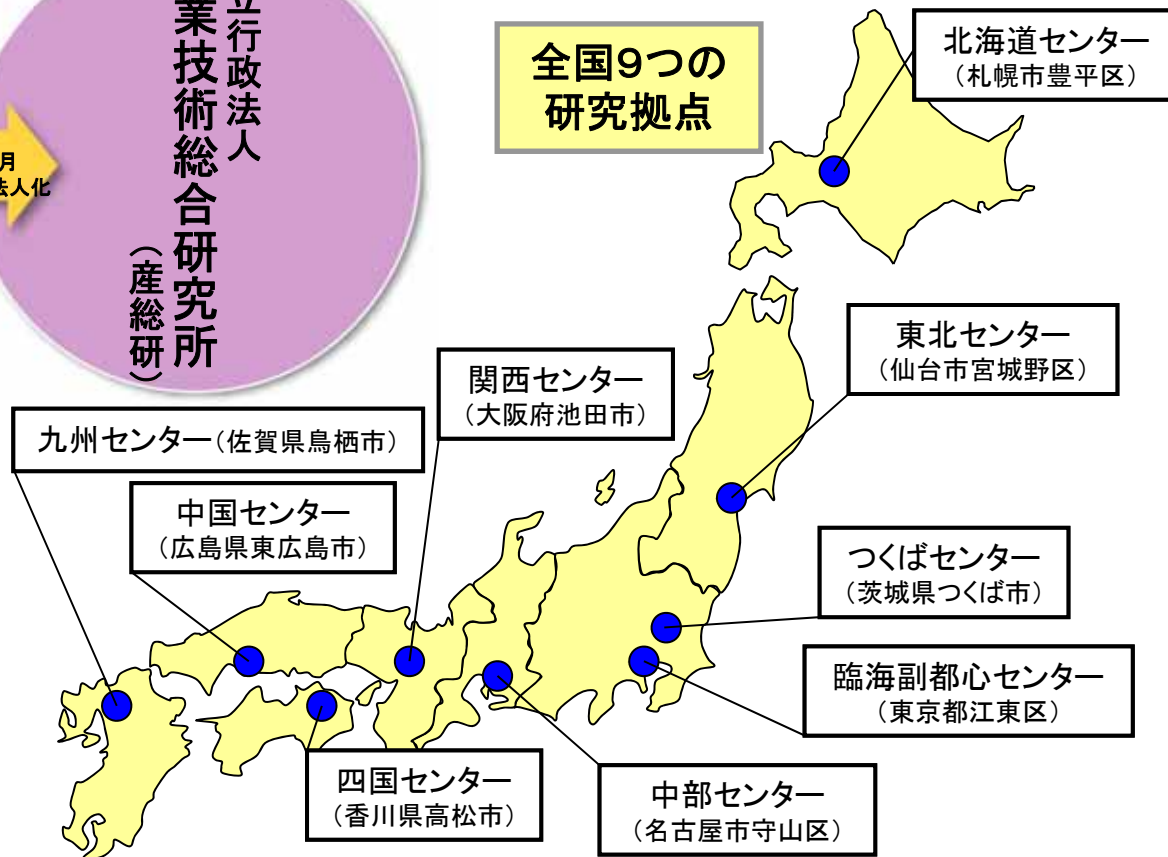 立行政法人
業技術総合研究所
（産総研）
月
法人化
全国9つの
研究拠点
北海道センター
（札幌市豊平区）
東北センター
（仙台市宮城野区）
関西センター
（大阪府池田市）
九州センター（佐賀県鳥栖市）
中国センター
（広島県東広島市）
つくばセンター
（茨城県つくば市）
臨海副都心センター
（東京都江東区）
四国センター
（香川県高松市）
中部センター
（名古屋市守山区）